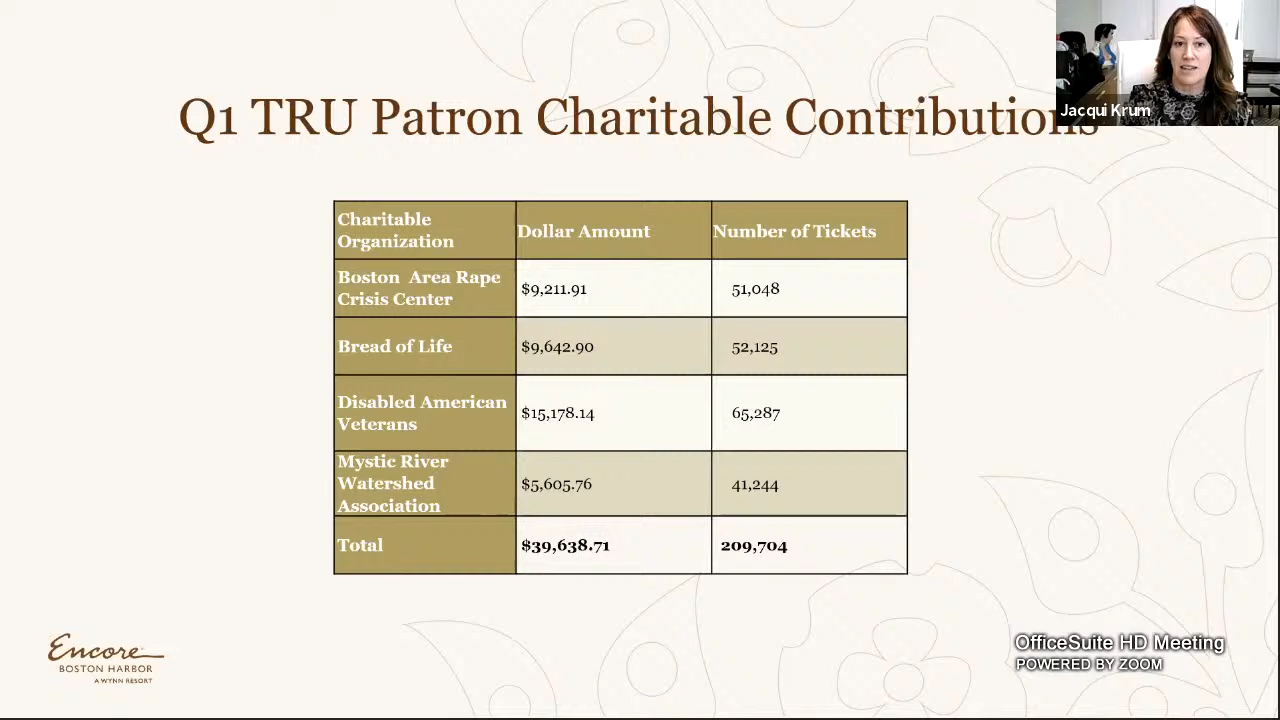 Q1 TRU Patron Charitable Contributions
Jacqui Krum
Charitable
Organization
Dollar Amount
Number of Tickets
Boston Area Rape
Crisis Center
$9,211.91
51,048
Bread of Life
$9,642.90
52,125
Disabled American
Veterans
$15,178.14
65,287
Mystic River
Watershed
Association
$5,605.76
41,244
Total
$39,638.71
209,704
Encore
BOSTON HARBOR
A WYNN RESORT
OfficeSuite HD Meeting
POWERED BY ZOOM